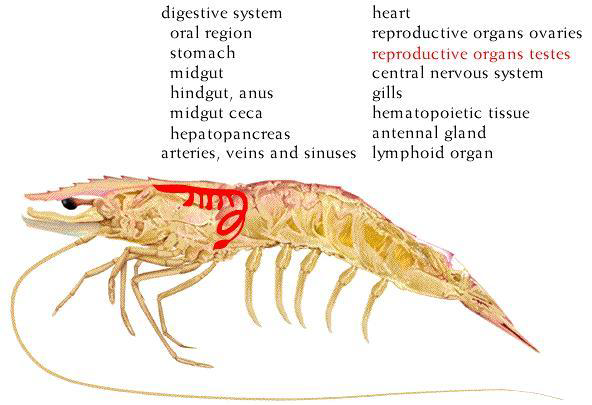 digestive system
oral region
stomach
midgut
hindgut, anus
midgut ceca
hepatopancreas
arteries, veins and sinuses
heart
reproductive organs ovaries
reproductive organs testes
central nervous system
gills
hematopoietic tissue
antennal gland
lymphoid organ